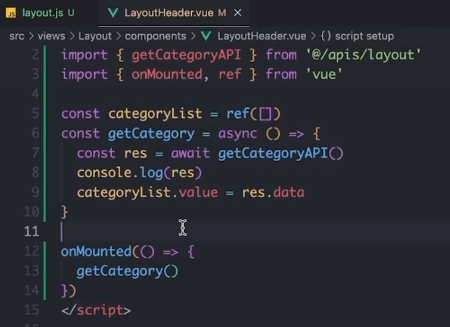 layout.js U LayoutHeader.vue M ×
src > views > Layout > components > LayoutHeader.vue > {} script setup
2 import { getCategoryAPI } from '@/apis/layout'
3 import { onMounted, ref } from 'vue'
4
5 const categoryList = ref([])
6 const getCategory = async () => {
7 const res = await getCategoryAPI()
8 console.log(res)
9 categoryList.value = res.data
10 }
11
12 onMounted(() => {
13 getCategory()
14 })
15 </script>